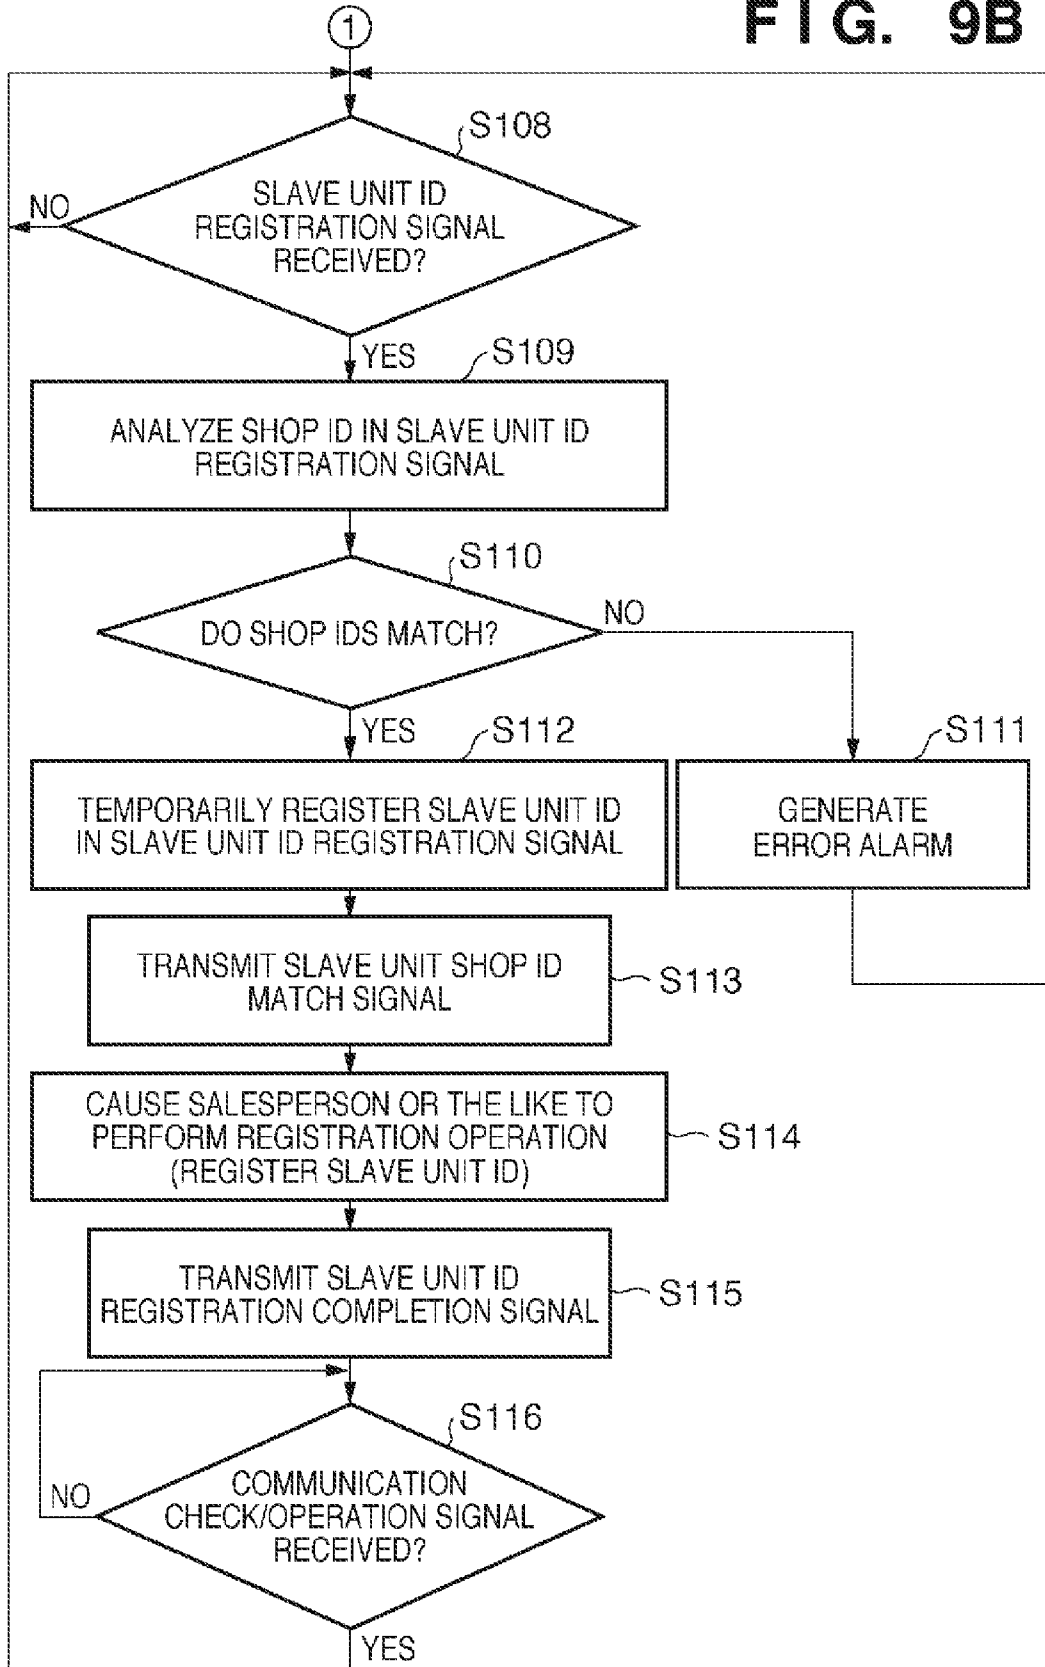 FIG. 9B
1
S108
SLAVE UNIT ID
REGISTRATION SIGNAL
RECEIVED?
NO
YES
S109
ANALYZE SHOP ID IN SLAVE UNIT ID
REGISTRATION SIGNAL
S110
DO SHOP IDS MATCH?
NO
YES
S112
TEMPORARILY REGISTER SLAVE UNIT ID
IN SLAVE UNIT ID REGISTRATION SIGNAL
S111
GENERATE
ERROR ALARM
TRANSMIT SLAVE UNIT SHOP ID
MATCH SIGNAL
S113
CAUSE SALESPERSON OR THE LIKE TO
PERFORM REGISTRATION OPERATION
(REGISTER SLAVE UNIT ID)
S114
TRANSMIT SLAVE UNIT ID
REGISTRATION COMPLETION SIGNAL
S115
S116
COMMUNICATION
CHECK/OPERATION SIGNAL
RECEIVED?
NO
YES